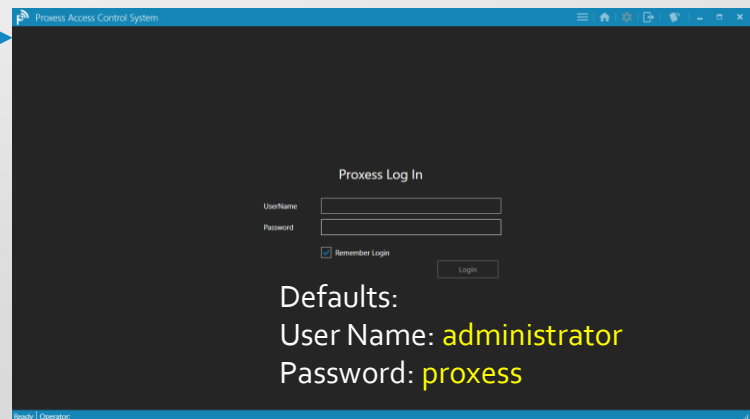 Proxess Access Control System
Proxess Log In
UserName
Password
Remember Login
Login
Defaults:
User Name: administrator
Password: proxess
Ready Operator: